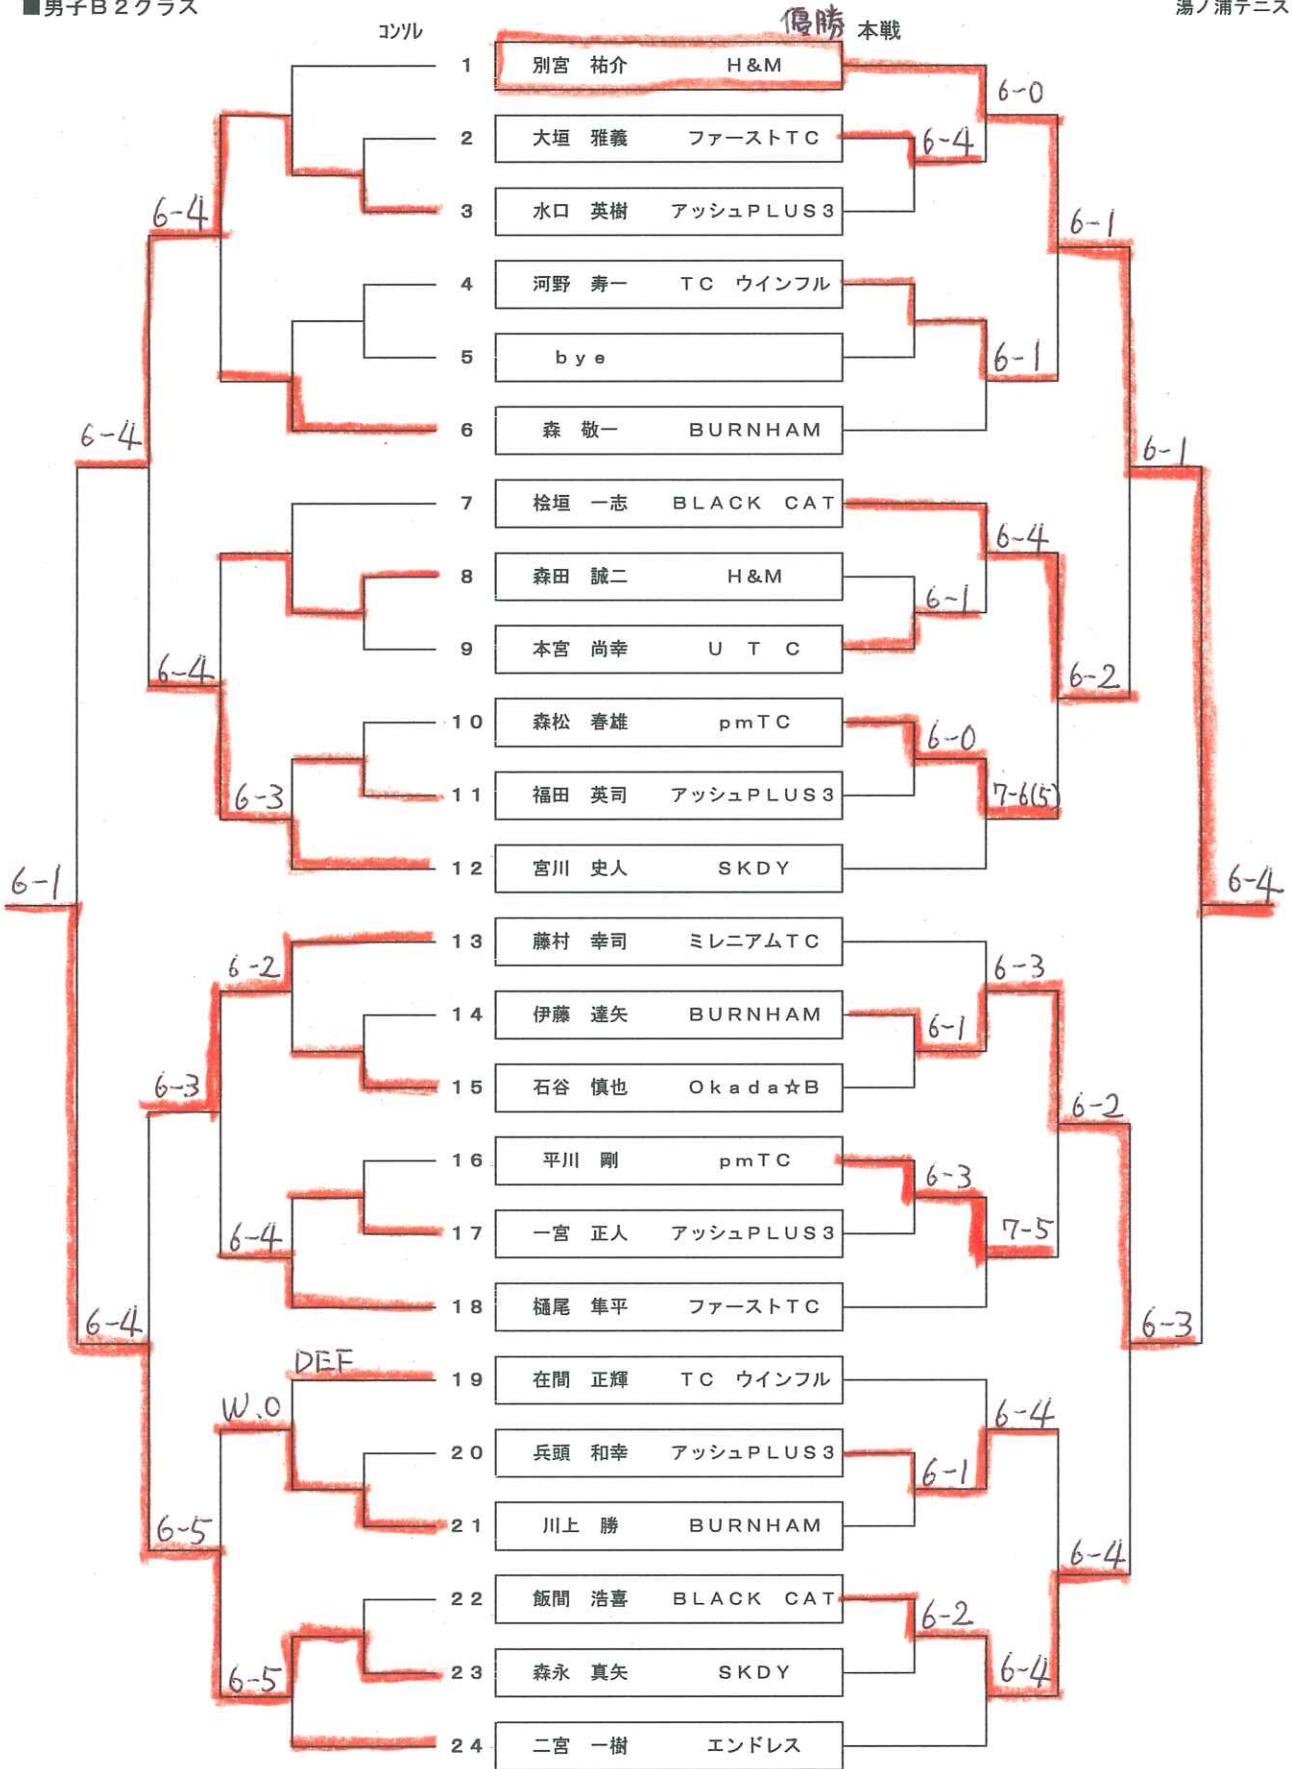 ■男子B2クラス
湯ノ浦テニス
コンソレ 優勝 本戦
1 別宮 祐介 H&M
6-0
2 大垣 雅義 ファーストTC
6-4
3 水口 英樹 アッシュPLUS3
6-4 6-1
4 河野 寿一 TC ウインフル
5 bye
6-1
6 森 敬一 BURNHAM
6-4 6-1
7 桧垣 一志 BLACK CAT
6-4
8 森田 誠二 H&M
6-1
9 本宮 尚幸 UTC
6-4 6-2
10 森松 春雄 pmTC
6-0
11 福田 英司 アッシュPLUS3
6-3 7-6(5)
12 宮川 史人 SKDY
6-1 6-4
13 藤村 幸司 ミレニアムTC
6-2 6-3
14 伊藤 達矢 BURNHAM
6-1
15 石谷 慎也 Okada☆B
6-3 6-2
16 平川 剛 pmTC
6-3
17 一宮 正人 アッシュPLUS3
6-4 7-5
18 樋尾 隼平 ファーストTC
6-4 6-3
DEF
19 在間 正輝 TC ウインフル
W.O 6-4
20 兵頭 和幸 アッシュPLUS3
6-1
21 川上 勝 BURNHAM
6-5 6-4
22 飯間 浩喜 BLACK CAT
6-2
23 森永 真矢 SKDY
6-5 6-4
24 二宮 一樹 エンドレス